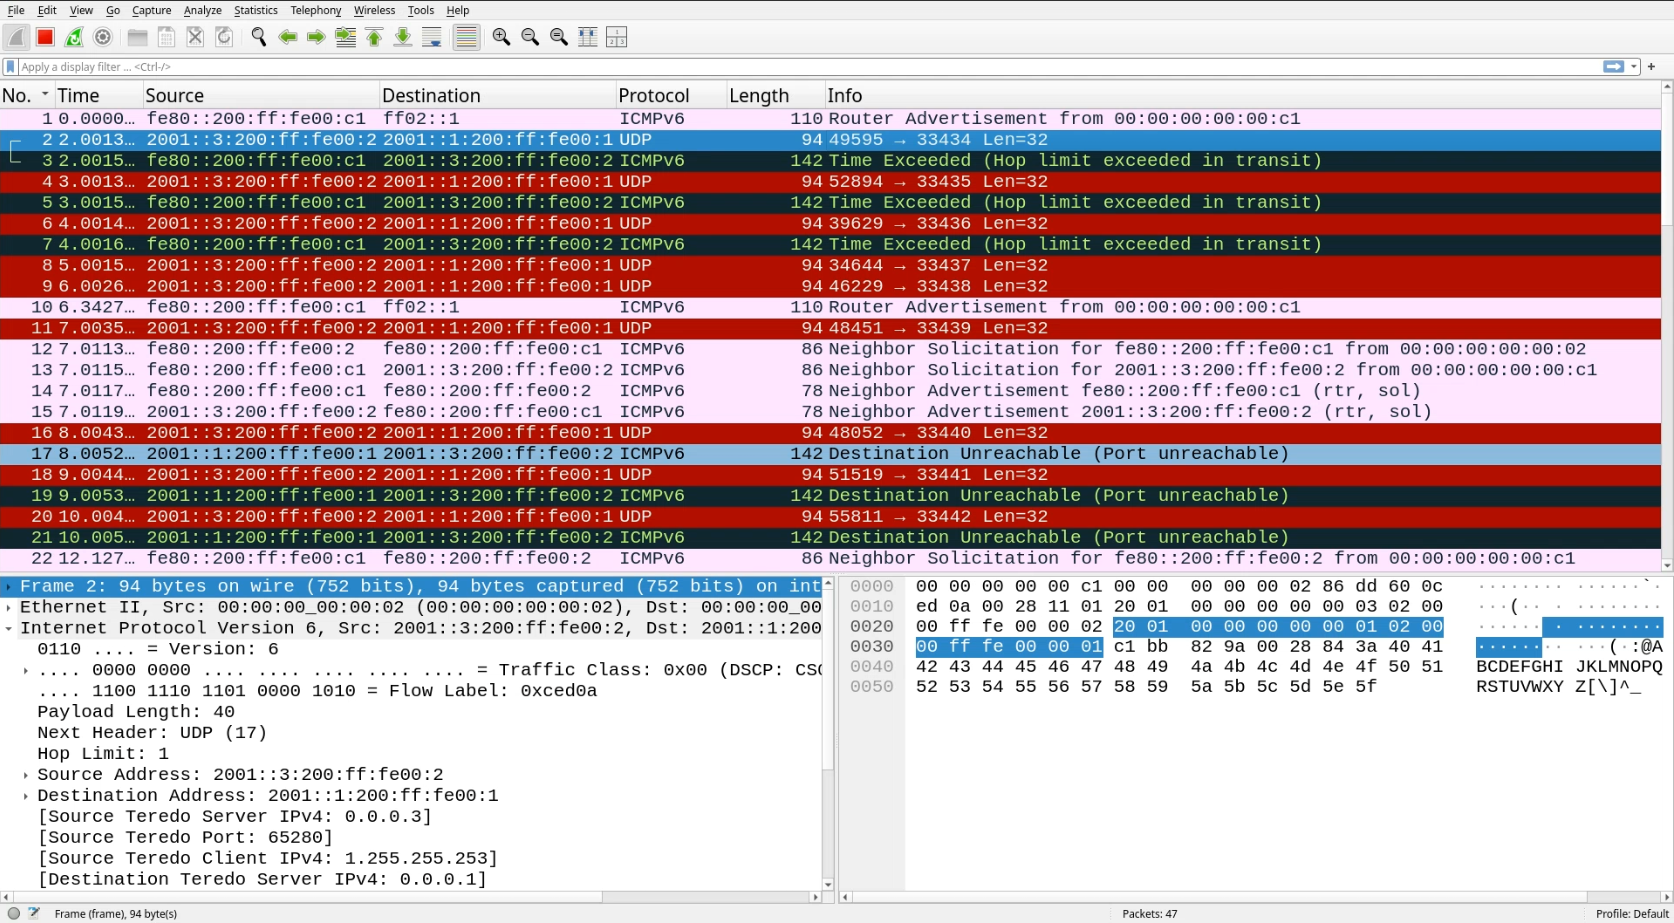 File Edit View Go Capture Analyze Statistics Telephony Wireless Tools Help
Apply a display filter ... <Ctrl-/>
No. Time Source Destination Protocol Length Info
1 0.0000… fe80::200:ff:fe00:c1 ff02::1 ICMPv6 110 Router Advertisement from 00:00:00:00:00:c1
2 2.0013… 2001::3:200:ff:fe00:2 2001::1:200:ff:fe00:1 UDP 94 49595 → 33434 Len=32
3 2.0015… fe80::200:ff:fe00:c1 2001::3:200:ff:fe00:2 ICMPv6 142 Time Exceeded (Hop limit exceeded in transit)
4 3.0013… 2001::3:200:ff:fe00:2 2001::1:200:ff:fe00:1 UDP 94 52894 → 33435 Len=32
5 3.0015… fe80::200:ff:fe00:c1 2001::3:200:ff:fe00:2 ICMPv6 142 Time Exceeded (Hop limit exceeded in transit)
6 4.0014… 2001::3:200:ff:fe00:2 2001::1:200:ff:fe00:1 UDP 94 39629 → 33436 Len=32
7 4.0016… fe80::200:ff:fe00:c1 2001::3:200:ff:fe00:2 ICMPv6 142 Time Exceeded (Hop limit exceeded in transit)
8 5.0015… 2001::3:200:ff:fe00:2 2001::1:200:ff:fe00:1 UDP 94 34644 → 33437 Len=32
9 6.0026… 2001::3:200:ff:fe00:2 2001::1:200:ff:fe00:1 UDP 94 46229 → 33438 Len=32
10 6.3427… fe80::200:ff:fe00:c1 ff02::1 ICMPv6 110 Router Advertisement from 00:00:00:00:00:c1
11 7.0035… 2001::3:200:ff:fe00:2 2001::1:200:ff:fe00:1 UDP 94 48451 → 33439 Len=32
12 7.0113… fe80::200:ff:fe00:2 fe80::200:ff:fe00:c1 ICMPv6 86 Neighbor Solicitation for fe80::200:ff:fe00:c1 from 00:00:00:00:00:02
13 7.0115… fe80::200:ff:fe00:c1 2001::3:200:ff:fe00:2 ICMPv6 86 Neighbor Solicitation for 2001::3:200:ff:fe00:2 from 00:00:00:00:00:c1
14 7.0117… fe80::200:ff:fe00:c1 fe80::200:ff:fe00:2 ICMPv6 78 Neighbor Advertisement fe80::200:ff:fe00:c1 (rtr, sol)
15 7.0119… 2001::3:200:ff:fe00:2 fe80::200:ff:fe00:c1 ICMPv6 78 Neighbor Advertisement 2001::3:200:ff:fe00:2 (rtr, sol)
16 8.0043… 2001::3:200:ff:fe00:2 2001::1:200:ff:fe00:1 UDP 94 48052 → 33440 Len=32
17 8.0052… 2001::1:200:ff:fe00:1 2001::3:200:ff:fe00:2 ICMPv6 142 Destination Unreachable (Port unreachable)
18 9.0044… 2001::3:200:ff:fe00:2 2001::1:200:ff:fe00:1 UDP 94 51519 → 33441 Len=32
19 9.0053… 2001::1:200:ff:fe00:1 2001::3:200:ff:fe00:2 ICMPv6 142 Destination Unreachable (Port unreachable)
20 10.004… 2001::3:200:ff:fe00:2 2001::1:200:ff:fe00:1 UDP 94 55811 → 33442 Len=32
21 10.005… 2001::1:200:ff:fe00:1 2001::3:200:ff:fe00:2 ICMPv6 142 Destination Unreachable (Port unreachable)
22 12.127… fe80::200:ff:fe00:c1 fe80::200:ff:fe00:2 ICMPv6 86 Neighbor Solicitation for fe80::200:ff:fe00:2 from 00:00:00:00:00:c1
Frame 2: 94 bytes on wire (752 bits), 94 bytes captured (752 bits) on int
Ethernet II, Src: 00:00:00_00:00:02 (00:00:00:00:00:02), Dst: 00:00:00_00
Internet Protocol Version 6, Src: 2001::3:200:ff:fe00:2, Dst: 2001::1:200
0110 .... = Version: 6
.... 0000 0000 .... .... .... .... .... = Traffic Class: 0x00 (DSCP: CS0
.... 1100 1110 1101 0000 1010 = Flow Label: 0xced0a
Payload Length: 40
Next Header: UDP (17)
Hop Limit: 1
Source Address: 2001::3:200:ff:fe00:2
Destination Address: 2001::1:200:ff:fe00:1
[Source Teredo Server IPv4: 0.0.0.3]
[Source Teredo Port: 65280]
[Source Teredo Client IPv4: 1.255.255.253]
[Destination Teredo Server IPv4: 0.0.0.1]
0000 00 00 00 00 00 c1 00 00 00 00 00 02 86 dd 60 0c ········ ······`·
0010 ed 0a 00 28 11 01 20 01 00 00 00 00 00 03 02 00 ···(·· · ········
0020 00 ff fe 00 00 02 20 01 00 00 00 00 00 01 02 00 ······ · ········
0030 00 ff fe 00 00 01 c1 bb 82 9a 00 28 84 3a 40 41 ········ ···(·:@A
0040 42 43 44 45 46 47 48 49 4a 4b 4c 4d 4e 4f 50 51 BCDEFGHI JKLMNOPQ
0050 52 53 54 55 56 57 58 59 5a 5b 5c 5d 5e 5f RSTUVWXY Z[\]^_
Frame (frame), 94 byte(s) Packets: 47 Profile: Default